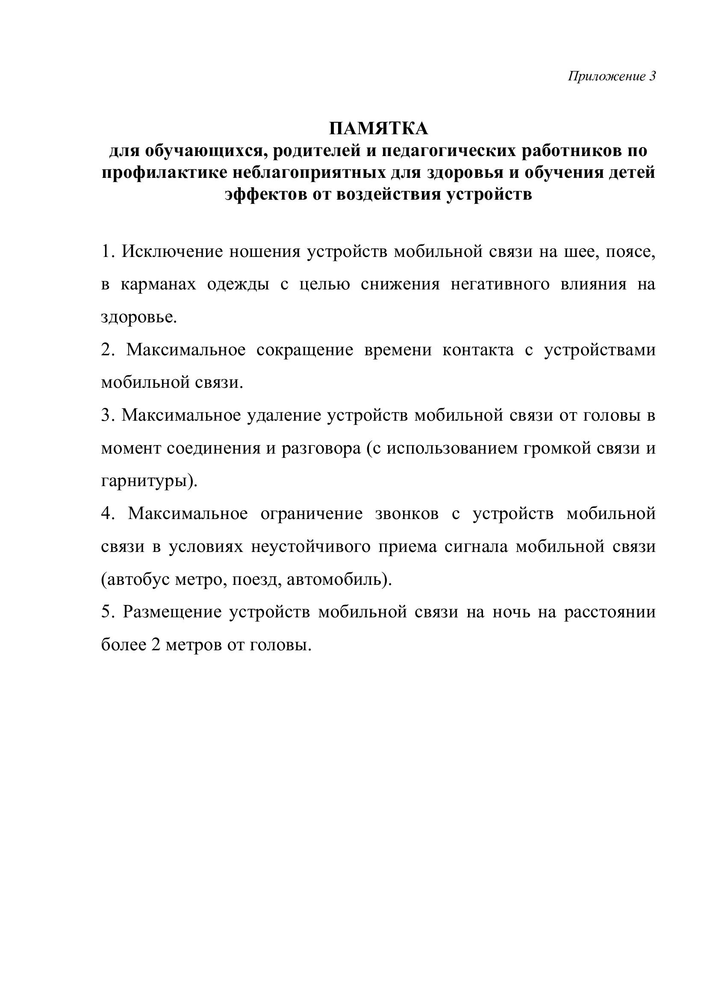 Приложение 3
ПАМЯТКА
для обучающихся, родителей и педагогических работников по
профилактике неблагоприятных для здоровья и обучения детей
эффектов от воздействия устройств
1. Исключение ношения устройств мобильной связи на шее, поясе,
в карманах одежды с целью снижения негативного влияния на
здоровье.
2. Максимальное сокращение времени контакта с устройствами
мобильной связи.
3. Максимальное удаление устройств мобильной связи от головы в
момент соединения и разговора (с использованием громкой связи и
гарнитуры).
4. Максимальное ограничение звонков с устройств мобильной
связи в условиях неустойчивого приема сигнала мобильной связи
(автобус метро, поезд, автомобиль).
5. Размещение устройств мобильной связи на ночь на расстоянии
более 2 метров от головы.